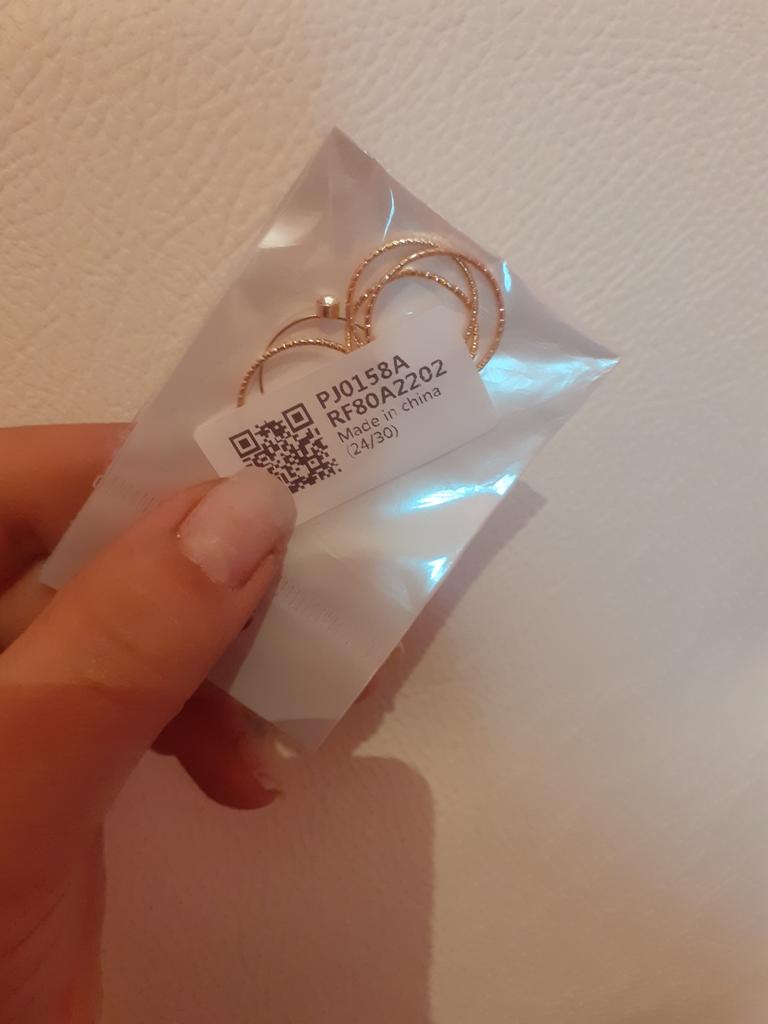 PJ0158A
RF80A2202
Made in china
(24/30)